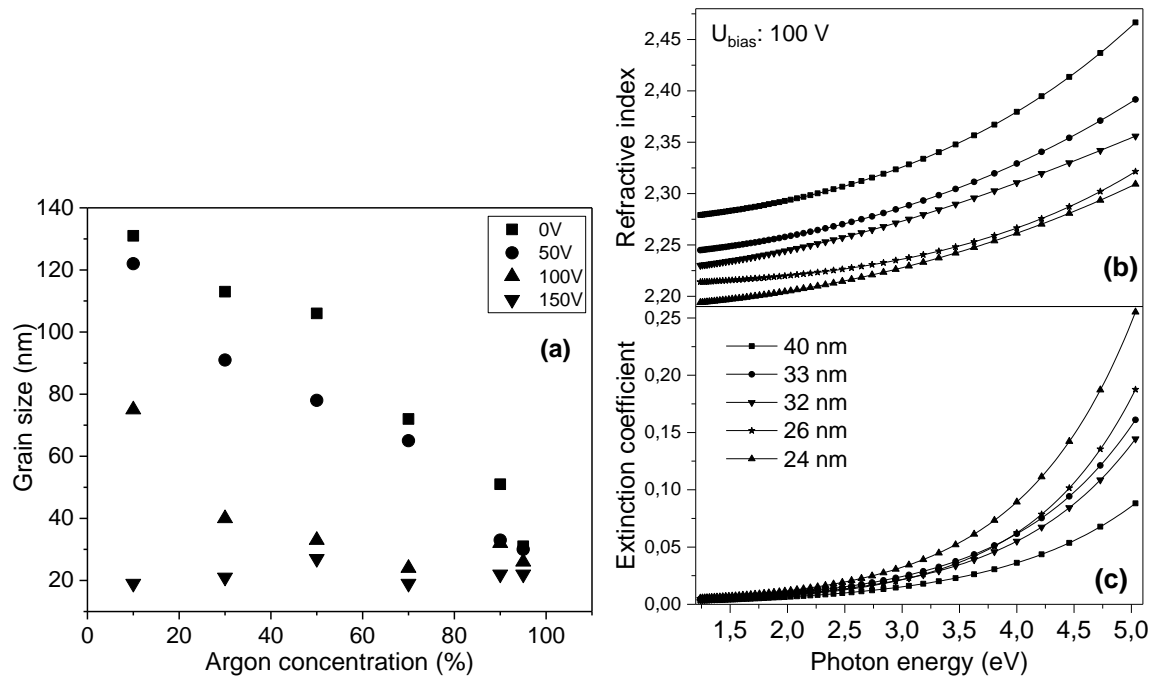 140
120
100
80
60
40
20
Grain size (nm)
0
20
40
60
80
100
Argon concentration (%)
0V
50V
100V
150V
(a)
U_bias: 100 V
2,45
2,40
2,35
2,30
2,25
2,20
Refractive index
(b)
0,25
0,20
0,15
0,10
0,05
0,00
Extinction coefficient
40 nm
33 nm
32 nm
26 nm
24 nm
(c)
1,5
2,0
2,5
3,0
3,5
4,0
4,5
5,0
Photon energy (eV)